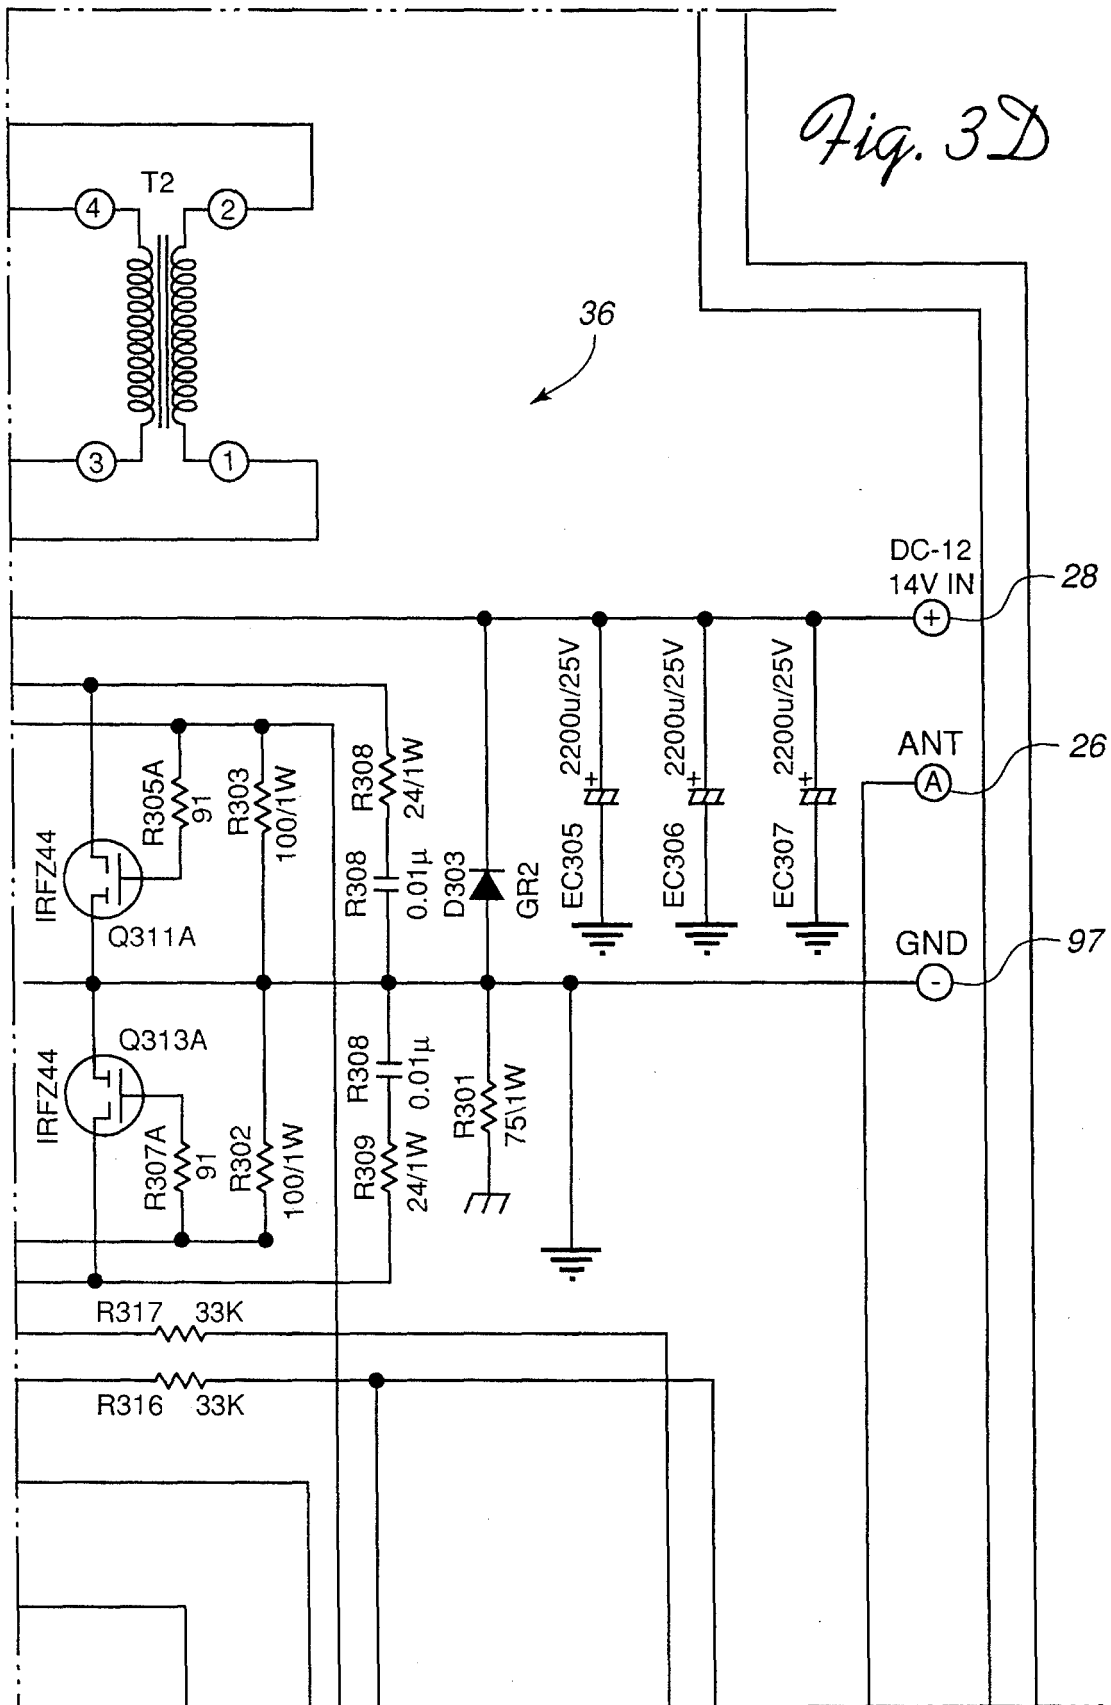 Fig. 3D
T2
4
2
36
3
1
DC-12
14V IN
28
+
2200u/25V
2200u/25V
2200u/25V
+
+
+
EC305
EC306
EC307
ANT
26
A
R305A
91
R303
100/1W
R308
24/1W
IRFZ44
Q311A
R308
0.01µ
D303
GR2
GND
97
-
Q313A
IRFZ44
R307A
91
R302
100/1W
R308
0.01µ
R309
24/1W
R301
75\1W
R317 33K
R316 33K